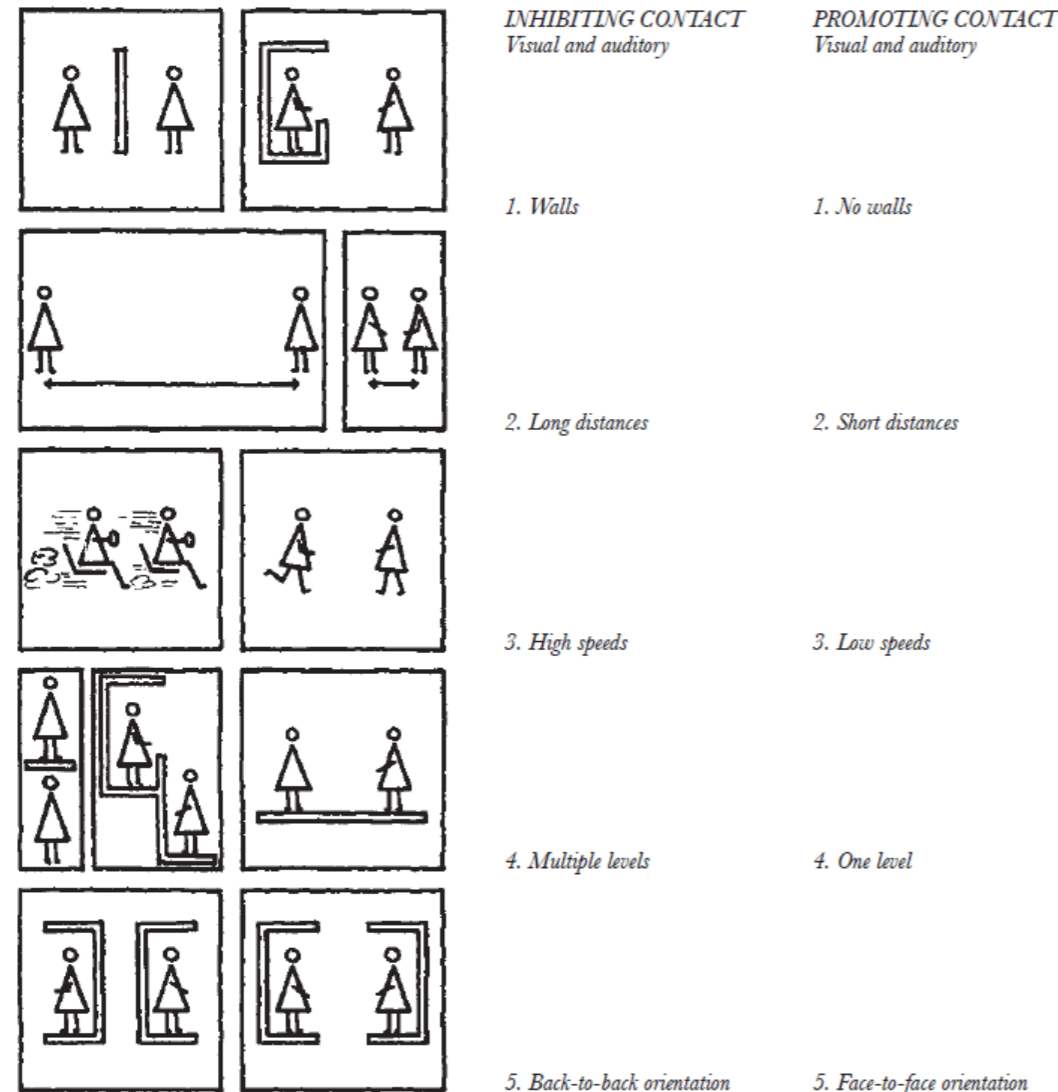 INHIBITING CONTACT
Visual and auditory
PROMOTING CONTACT
Visual and auditory
1. Walls
1. No walls
2. Long distances
2. Short distances
3. High speeds
3. Low speeds
4. Multiple levels
4. One level
5. Back-to-back orientation
5. Face-to-face orientation